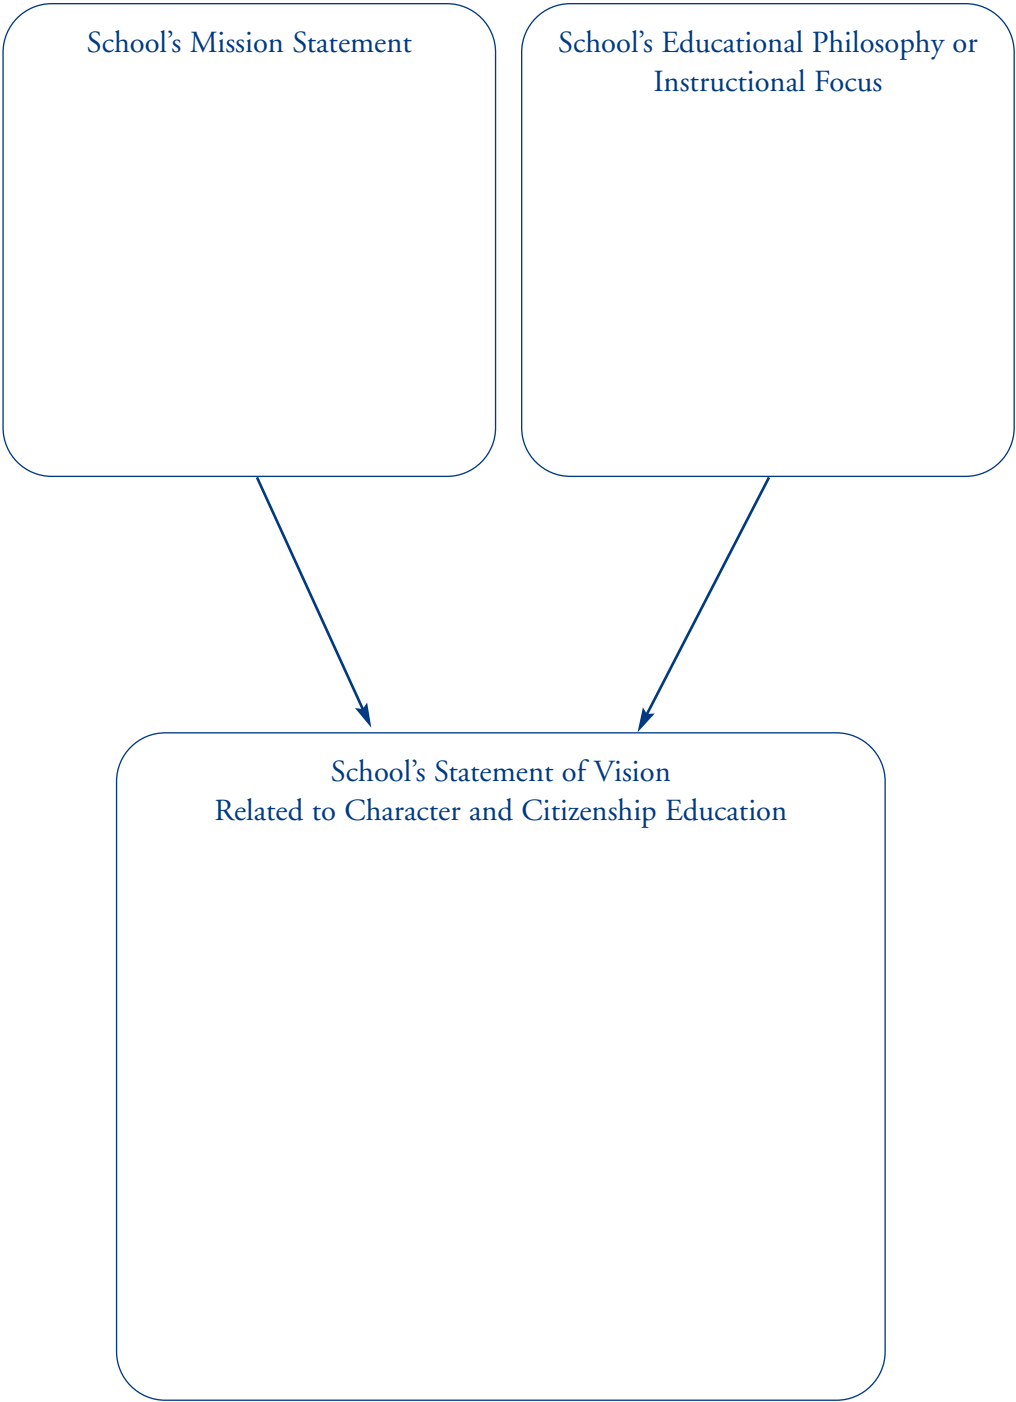 School’s Mission Statement
School’s Educational Philosophy or
Instructional Focus
School’s Statement of Vision
Related to Character and Citizenship Education